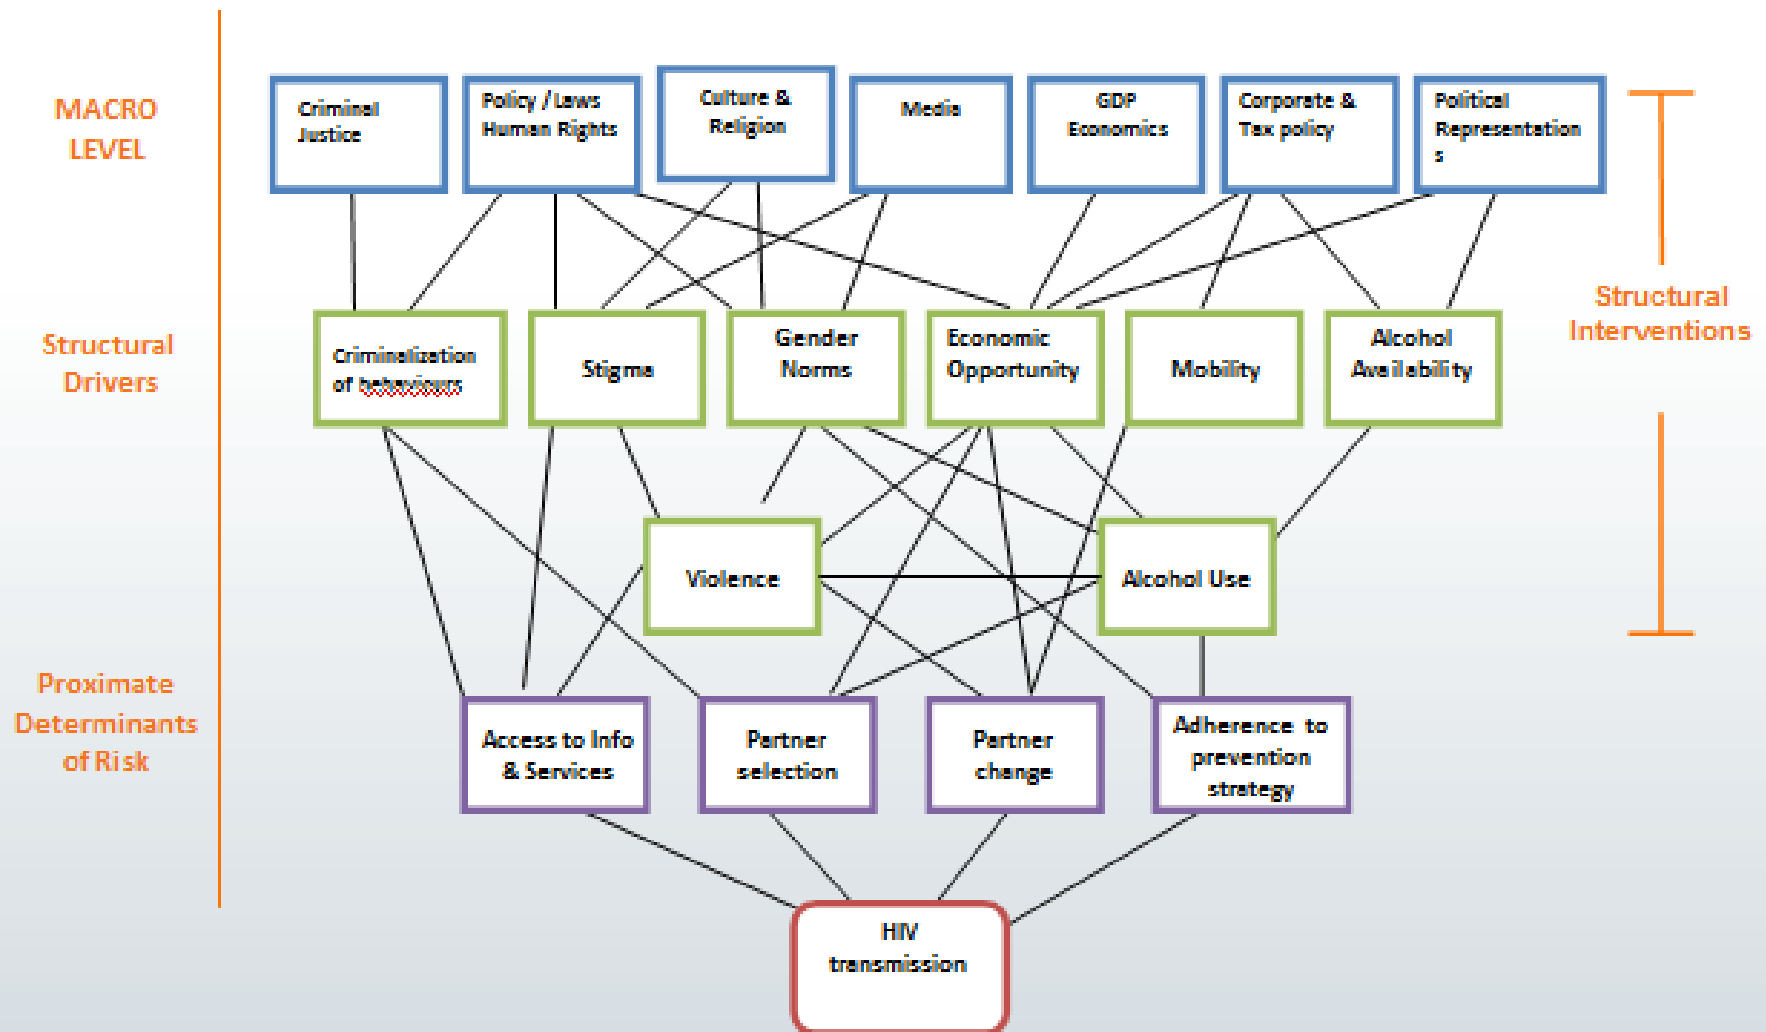 MACRO
LEVEL
Criminal
Justice
Policy /Laws
Human Rights
Culture &
Religion
Media
GDP
Economics
Corporate &
Tax policy
Political
Representation
s
Structural
Interventions
Structural
Drivers
Criminalization
of behaviours
Stigma
Gender
Norms
Economic
Opportunity
Mobility
Alcohol
Availability
Violence
Alcohol Use
Proximate
Determinants
of Risk
Access to Info
& Services
Partner
selection
Partner
change
Adherence to
prevention
strategy
HIV
transmission